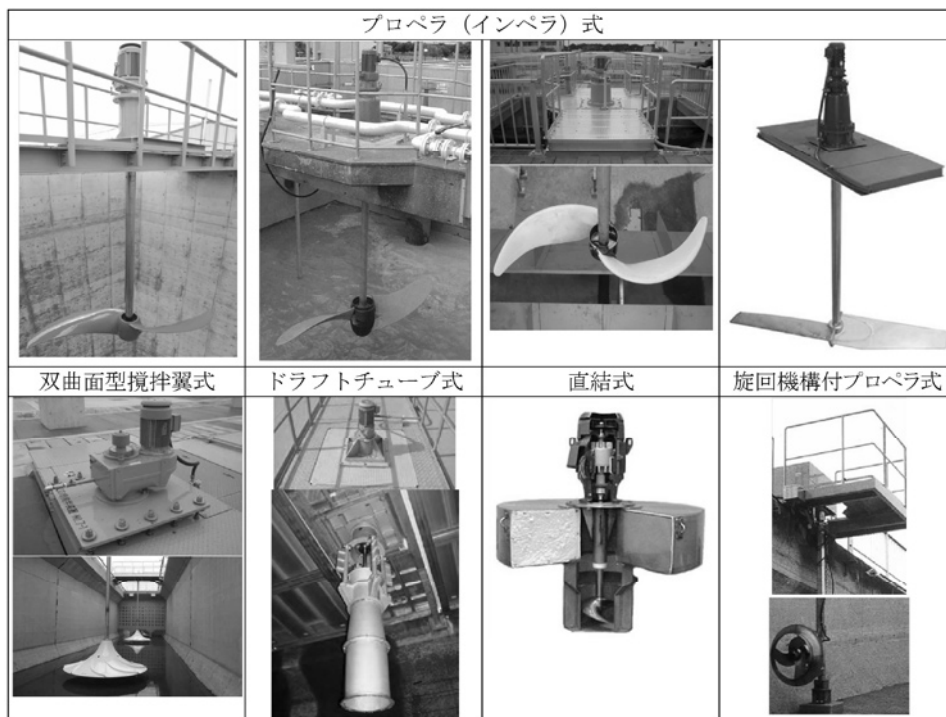 プロペラ（インペラ）式
双曲面型撹拌翼式
ドラフトチューブ式
直結式
旋回機構付プロペラ式